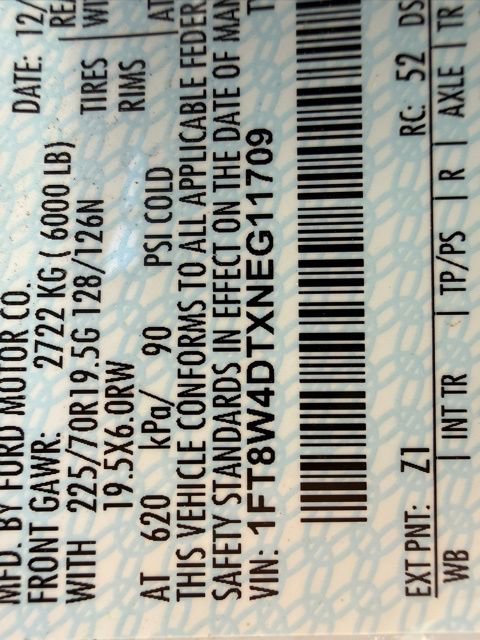 MFD. BY FORD MOTOR CO.
DATE: 12/
FRONT GAWR: 2722 KG ( 6000 LB)
WITH 225/70R19.5G 128/126N TIRES
19.5X6.0RW RIMS
AT 620 kPa/ 90 PSI COLD AT
THIS VEHICLE CONFORMS TO ALL APPLICABLE FEDER
SAFETY STANDARDS IN EFFECT ON THE DATE OF MAN
VIN: 1FT8W4DTXNEG11709
EXT PNT: Z1 RC: 52 DS
WB | INT TR | TP/PS | R | AXLE | TR